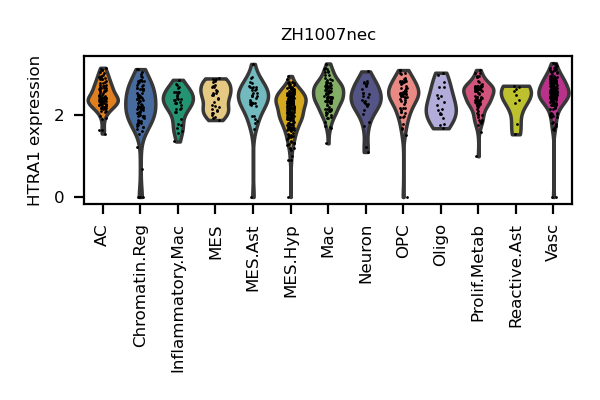 ZH1007nec
HTRA1 expression
2
0
AC
Chromatin.Reg
Inflammatory.Mac
MES
MES.Ast
MES.Hyp
Mac
Neuron
OPC
Oligo
Prolif.Metab
Reactive.Ast
Vasc